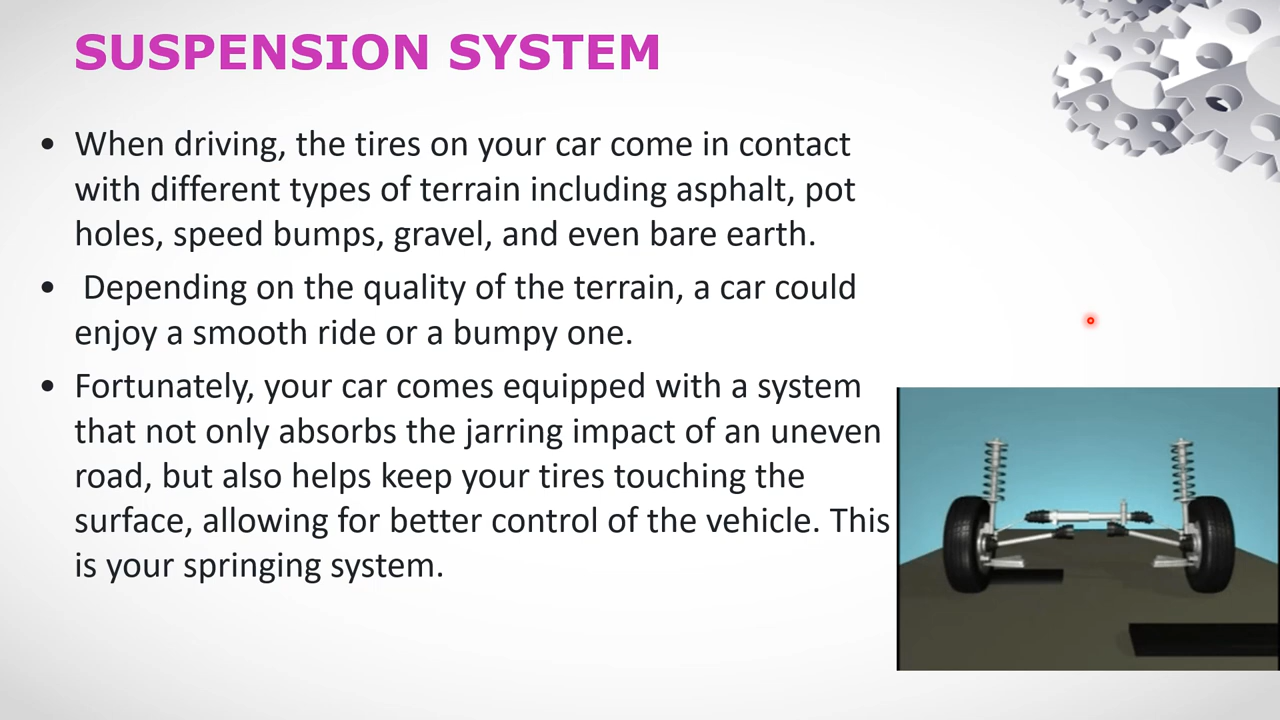 SUSPENSION SYSTEM
• When driving, the tires on your car come in contact
with different types of terrain including asphalt, pot
holes, speed bumps, gravel, and even bare earth.
• Depending on the quality of the terrain, a car could
enjoy a smooth ride or a bumpy one.
• Fortunately, your car comes equipped with a system
that not only absorbs the jarring impact of an uneven
road, but also helps keep your tires touching the
surface, allowing for better control of the vehicle. This
is your springing system.